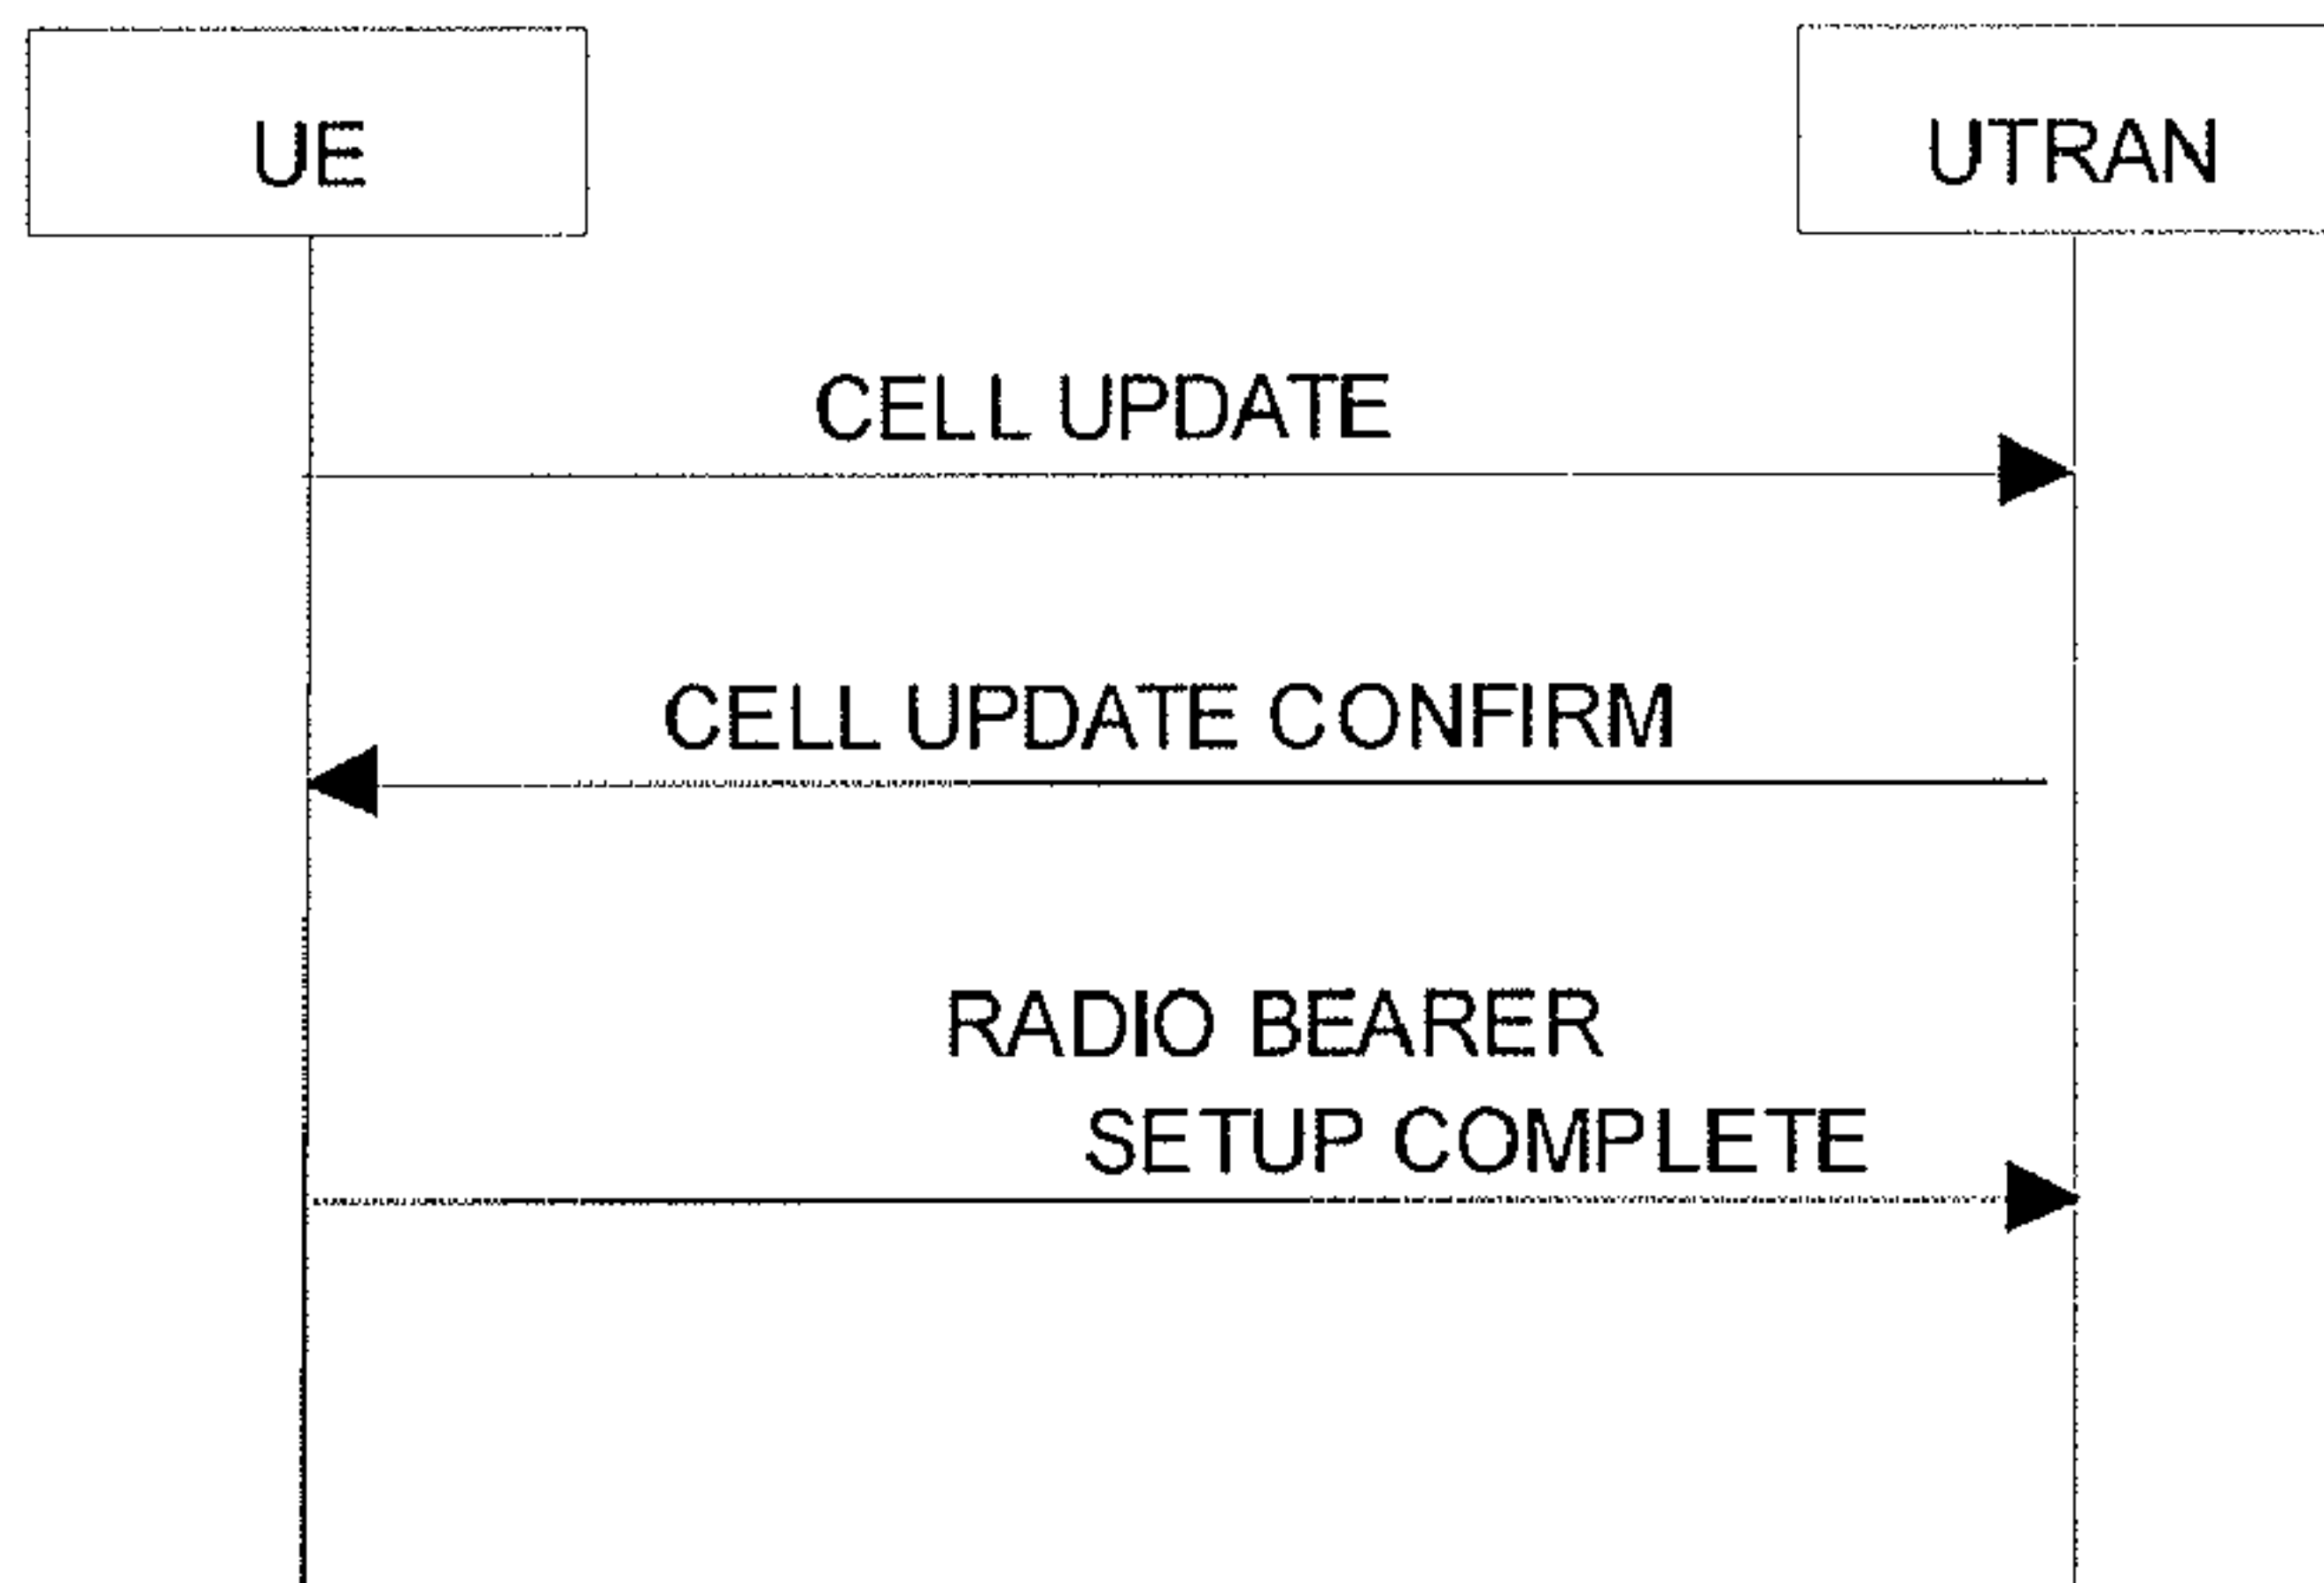 UE
UTRAN
CELL UPDATE
CELL UPDATE CONFIRM
RADIO BEARER
SETUP COMPLETE